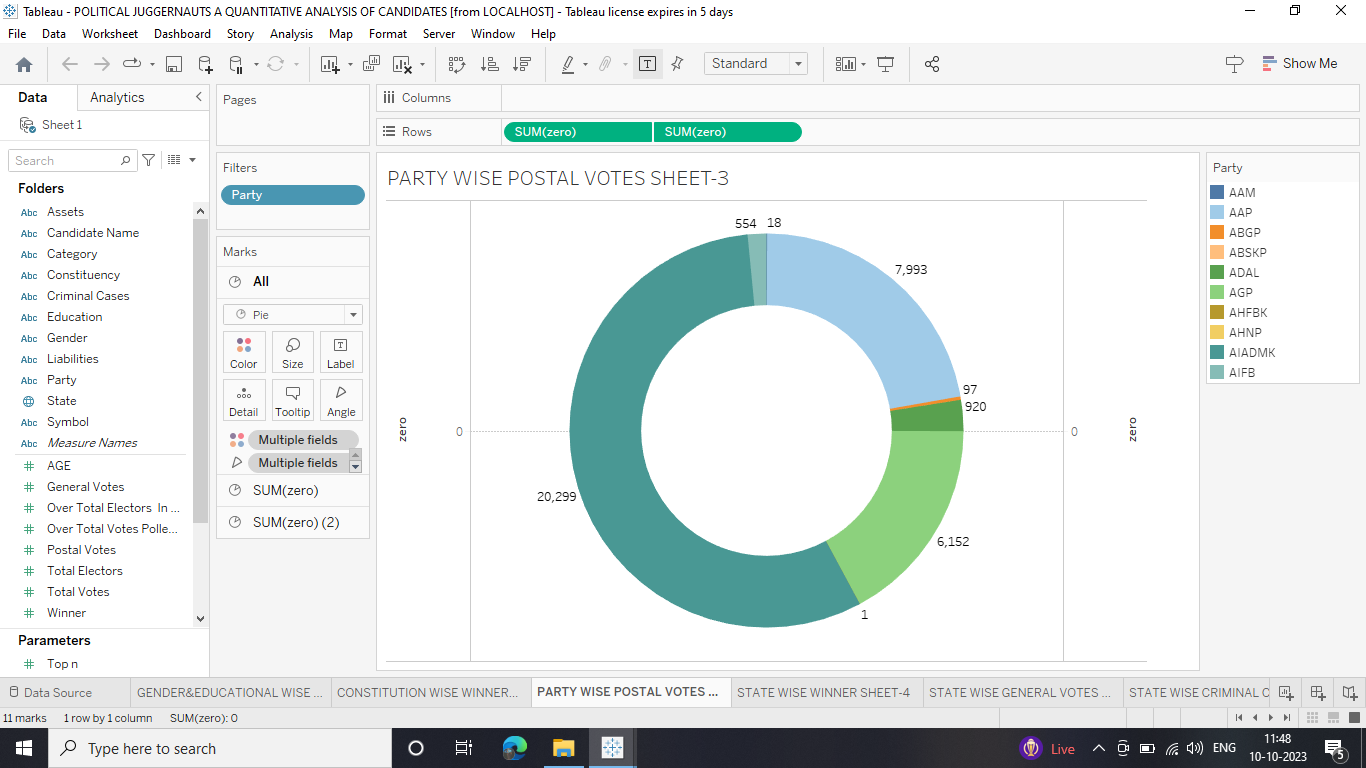 Tableau - POLITICAL JUGGERNAUTS A QUANTITATIVE ANALYSIS OF CANDIDATES [from LOCALHOST] - Tableau license expires in 5 days
File Data Worksheet Dashboard Story Analysis Map Format Server Window Help
Standard
Show Me
Data Analytics
Sheet 1
Search
Folders
Abc Assets
Abc Candidate Name
Abc Category
Abc Constituency
Abc Criminal Cases
Abc Education
Abc Gender
Abc Liabilities
Abc Party
State
Abc Symbol
Abc Measure Names
AGE
General Votes
Over Total Electors In ...
Over Total Votes Polle...
Postal Votes
Total Electors
Total Votes
Winner
Parameters
Top n
Pages
Filters
Party
Marks
All
Pie
Color Size Label
Detail Tooltip Angle
Multiple fields
Multiple fields
SUM(zero)
SUM(zero) (2)
Columns
Rows SUM(zero) SUM(zero)
PARTY WISE POSTAL VOTES SHEET-3
554 18
7,993
97
920
zero 0 0 zero
20,299
6,152
1
Party
AAM
AAP
ABGP
ABSKP
ADAL
AGP
AHFBK
AHNP
AIADMK
AIFB
Data Source GENDER&EDUCATIONAL WISE ... CONSTITUTION WISE WINNER... PARTY WISE POSTAL VOTES ... STATE WISE WINNER SHEET-4 STATE WISE GENERAL VOTES ... STATE WISE CRIMINAL C
11 marks 1 row by 1 column SUM(zero): 0
Type here to search
Live
ENG
11:48
10-10-2023
5